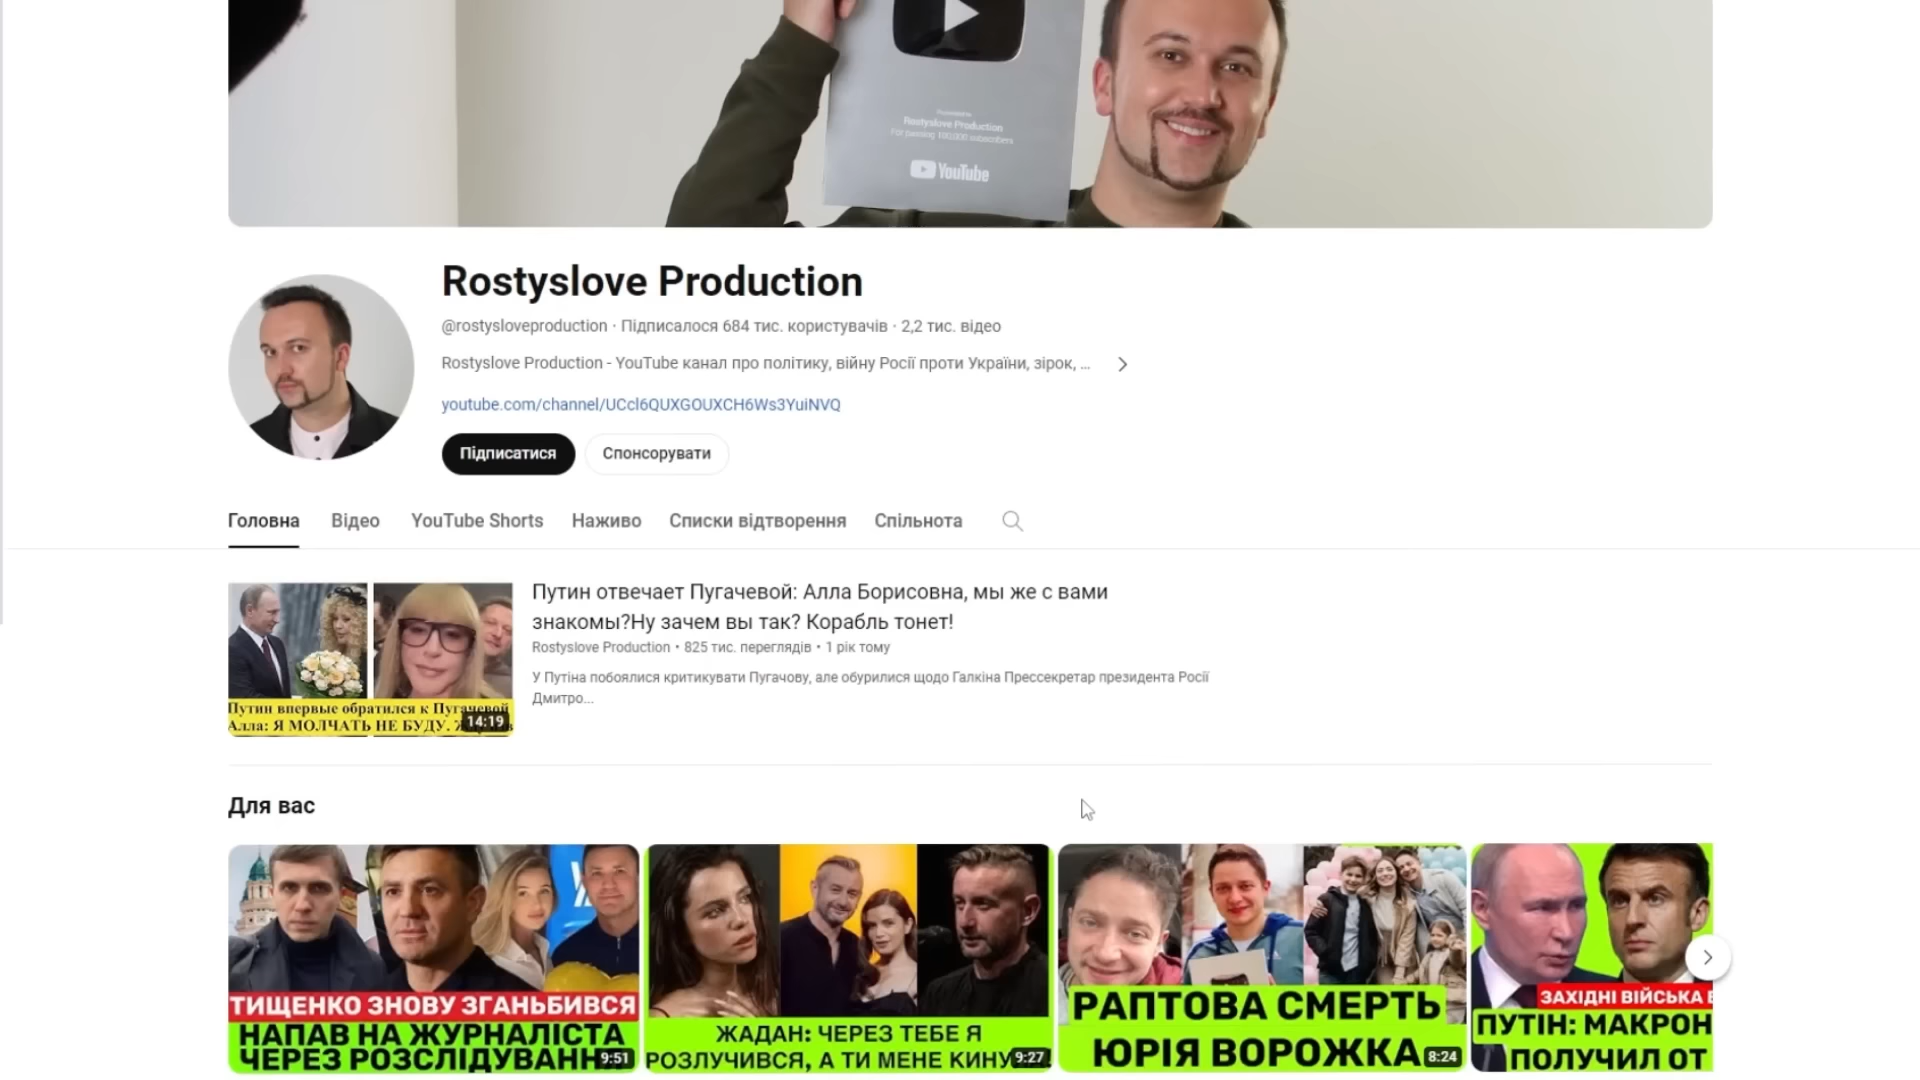 Rostyslove Production
For passing 100,000 subscribers
YouTube
Rostyslove Production
@rostysloveproduction · Підписалося 684 тис. користувачів · 2,2 тис. відео
Rostyslove Production - YouTube канал про політику, війну Росії проти України, зірок, ...
youtube.com/channel/UCcl6QUXGOUXCH6Ws3YuiNVQ
Підписатися
Спонсорувати
Головна Відео YouTube Shorts Наживо Списки відтворення Спільнота
Путин отвечает Пугачевой: Алла Борисовна, мы же с вами
знакомы?Ну зачем вы так? Корабль тонет!
Rostyslove Production • 825 тис. переглядів • 1 рік тому
У Путіна побоялися критикувати Пугачову, але обурилися щодо Галкіна Прессекретар президента Росії
Дмитро...
Путин впервые обратился к Пугачевой
Алла: Я МОЛЧАТЬ НЕ БУДУ.
14:19
Для вас
ТИЩЕНКО ЗНОВУ ЗГАНЬБИВСЯ
НАПАВ НА ЖУРНАЛІСТА
ЧЕРЕЗ РОЗСЛІДУВАНН
9:51
ЖАДАН: ЧЕРЕЗ ТЕБЕ Я
РОЗЛУЧИВСЯ, А ТИ МЕНЕ КИНУ
9:27
РАПТОВА СМЕРТЬ
ЮРІЯ ВОРОЖКА
8:24
ЗАХІДНІ ВІЙСЬКА
ПУТІН: МАКРОН
ПОЛУЧИЛ ОТ